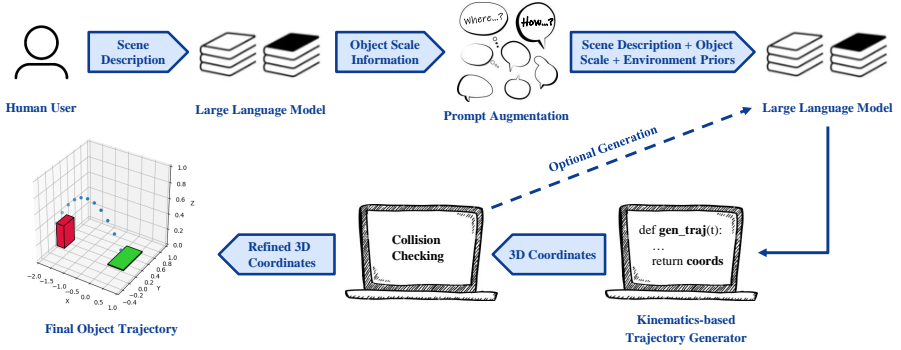 Where...?
How...?
Scene
Description
Object Scale
Information
Scene Description + Object
Scale + Environment Priors
Human User
Large Language Model
Prompt Augmentation
Large Language Model
Optional Generation
1.0
0.8
0.6
0.4
0.2
0.0
Z
−2.0
−1.5
−1.0
−0.5
0.0
0.5
1.0
X
−0.4
−0.2
0.0
0.2
0.4
0.6
0.8
1.0
Y
Final Object Trajectory
Refined 3D
Coordinates
Collision
Checking
3D Coordinates
def gen_traj(t):
…
return coords
Kinematics-based
Trajectory Generator